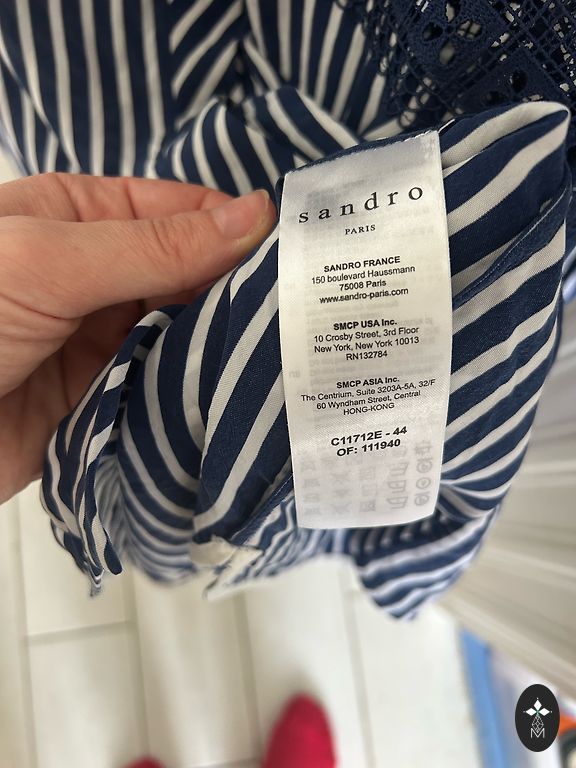 sandro
PARIS
SANDRO FRANCE
150 boulevard Haussmann
75008 Paris
www.sandro-paris.com
SMCP USA Inc.
10 Crosby Street, 3rd Floor
New York, New York 10013
RN132784
SMCP ASIA Inc.
The Centrium, Suite 3203A-5A, 32/F
60 Wyndham Street, Central
HONG-KONG
C11712E - 44
OF: 111940
M